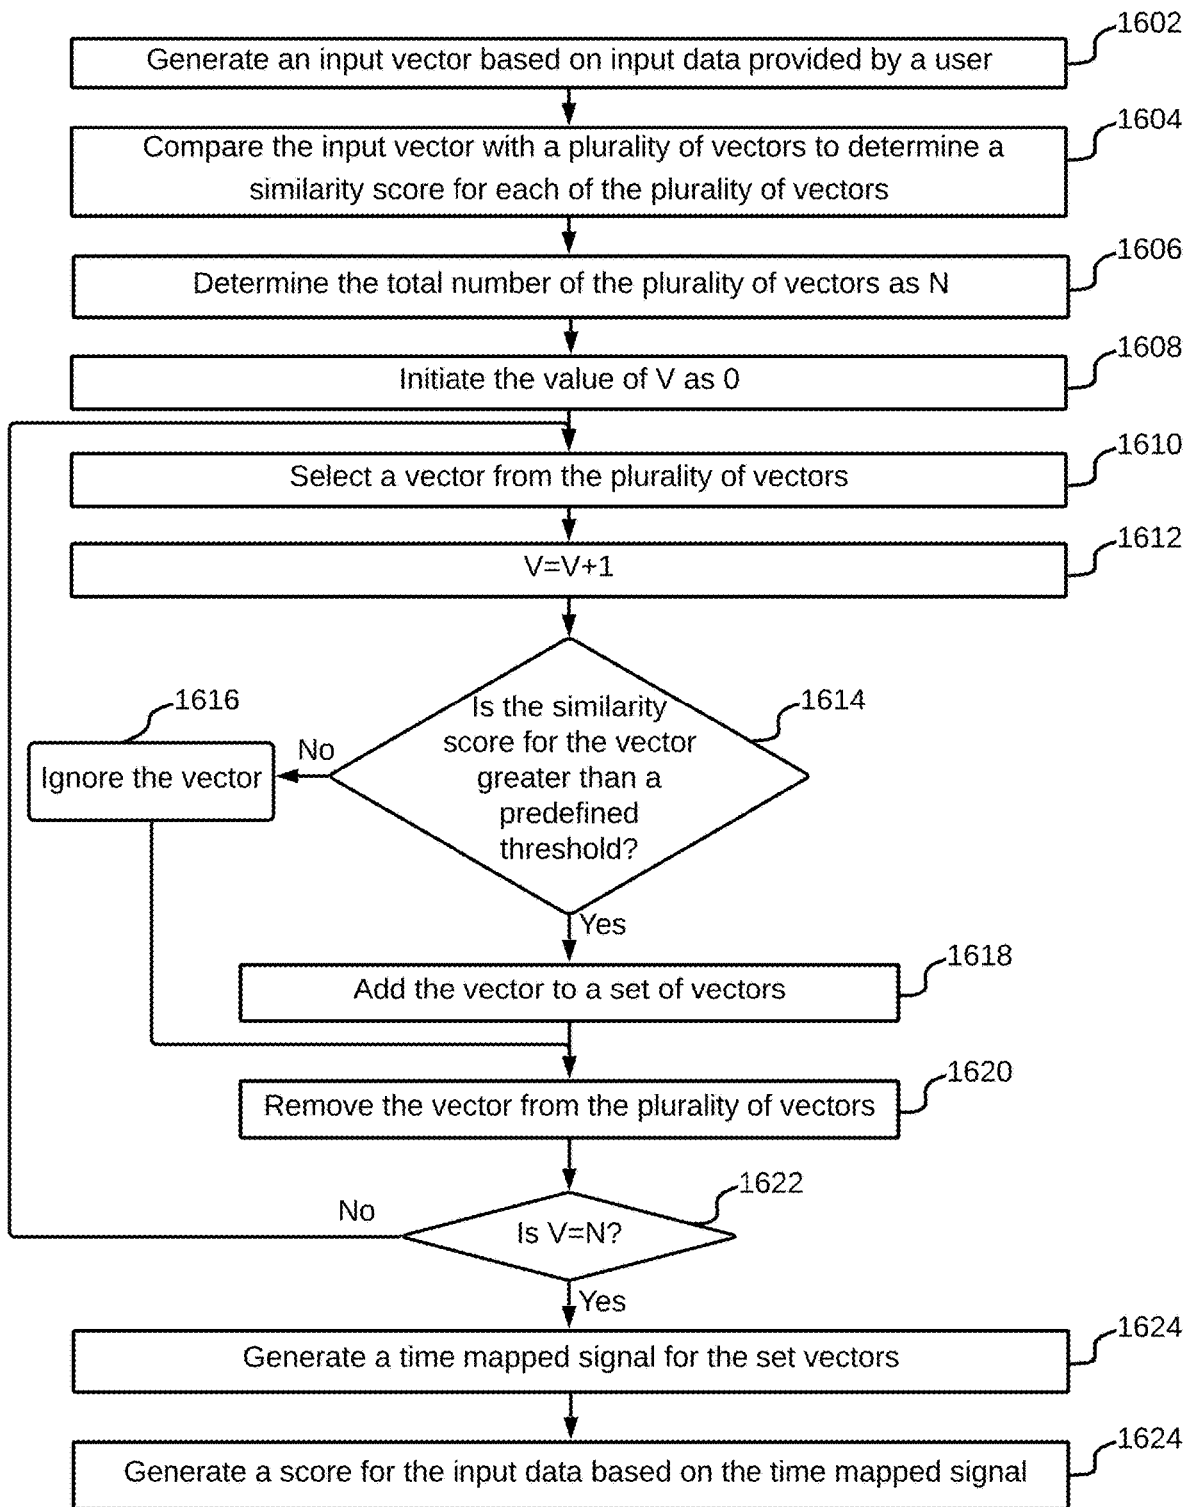 1602
Generate an input vector based on input data provided by a user
1604
Compare the input vector with a plurality of vectors to determine a
similarity score for each of the plurality of vectors
1606
Determine the total number of the plurality of vectors as N
1608
Initiate the value of V as 0
1610
Select a vector from the plurality of vectors
1612
V=V+1
1614
Is the similarity
score for the vector
greater than a
predefined
threshold?
No
1616
Ignore the vector
Yes
1618
Add the vector to a set of vectors
1620
Remove the vector from the plurality of vectors
1622
Is V=N?
No
Yes
1624
Generate a time mapped signal for the set vectors
1624
Generate a score for the input data based on the time mapped signal